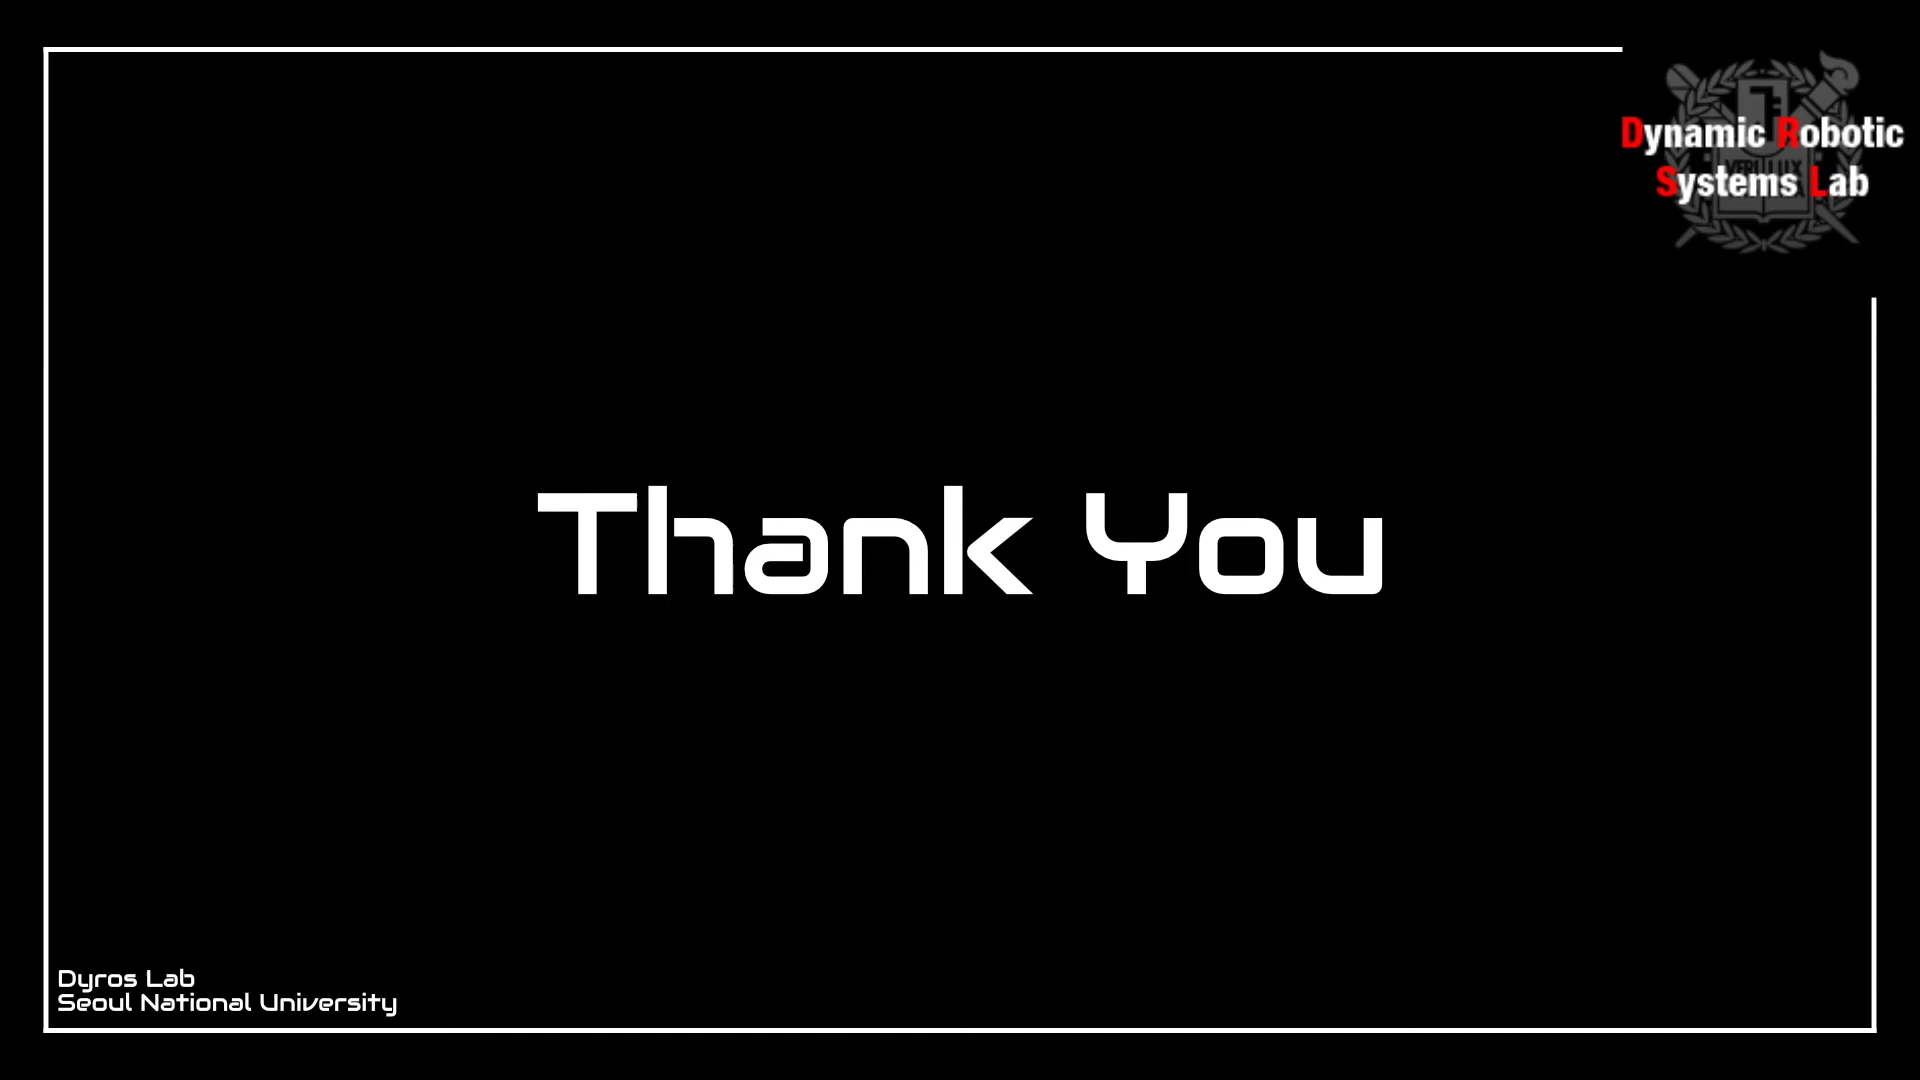 Dynamic Robotic
Systems Lab
Thank You
Dyros Lab
Seoul National University